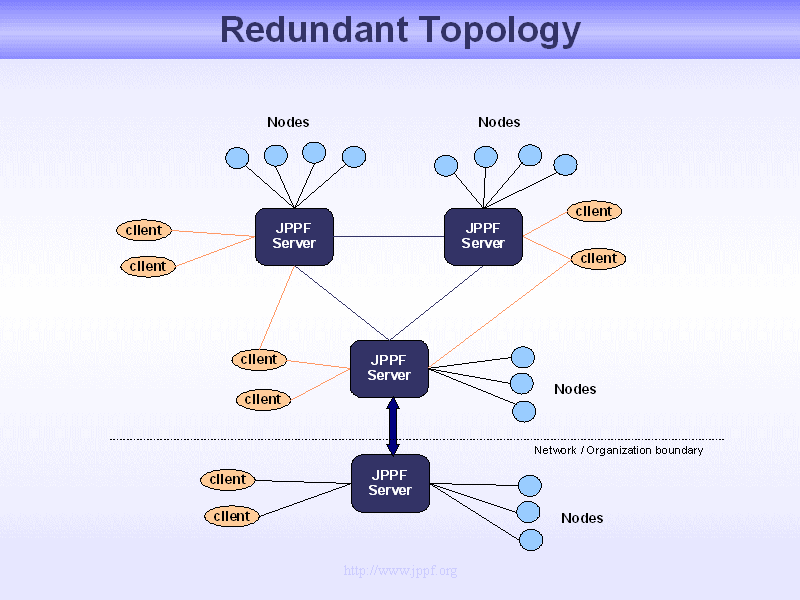 Redundant Topology
Nodes
Nodes
JPPF
Server
JPPF
Server
client
client
client
client
JPPF
Server
client
client
Nodes
Network / Organization boundary
JPPF
Server
client
client
Nodes
http://www.jppf.org